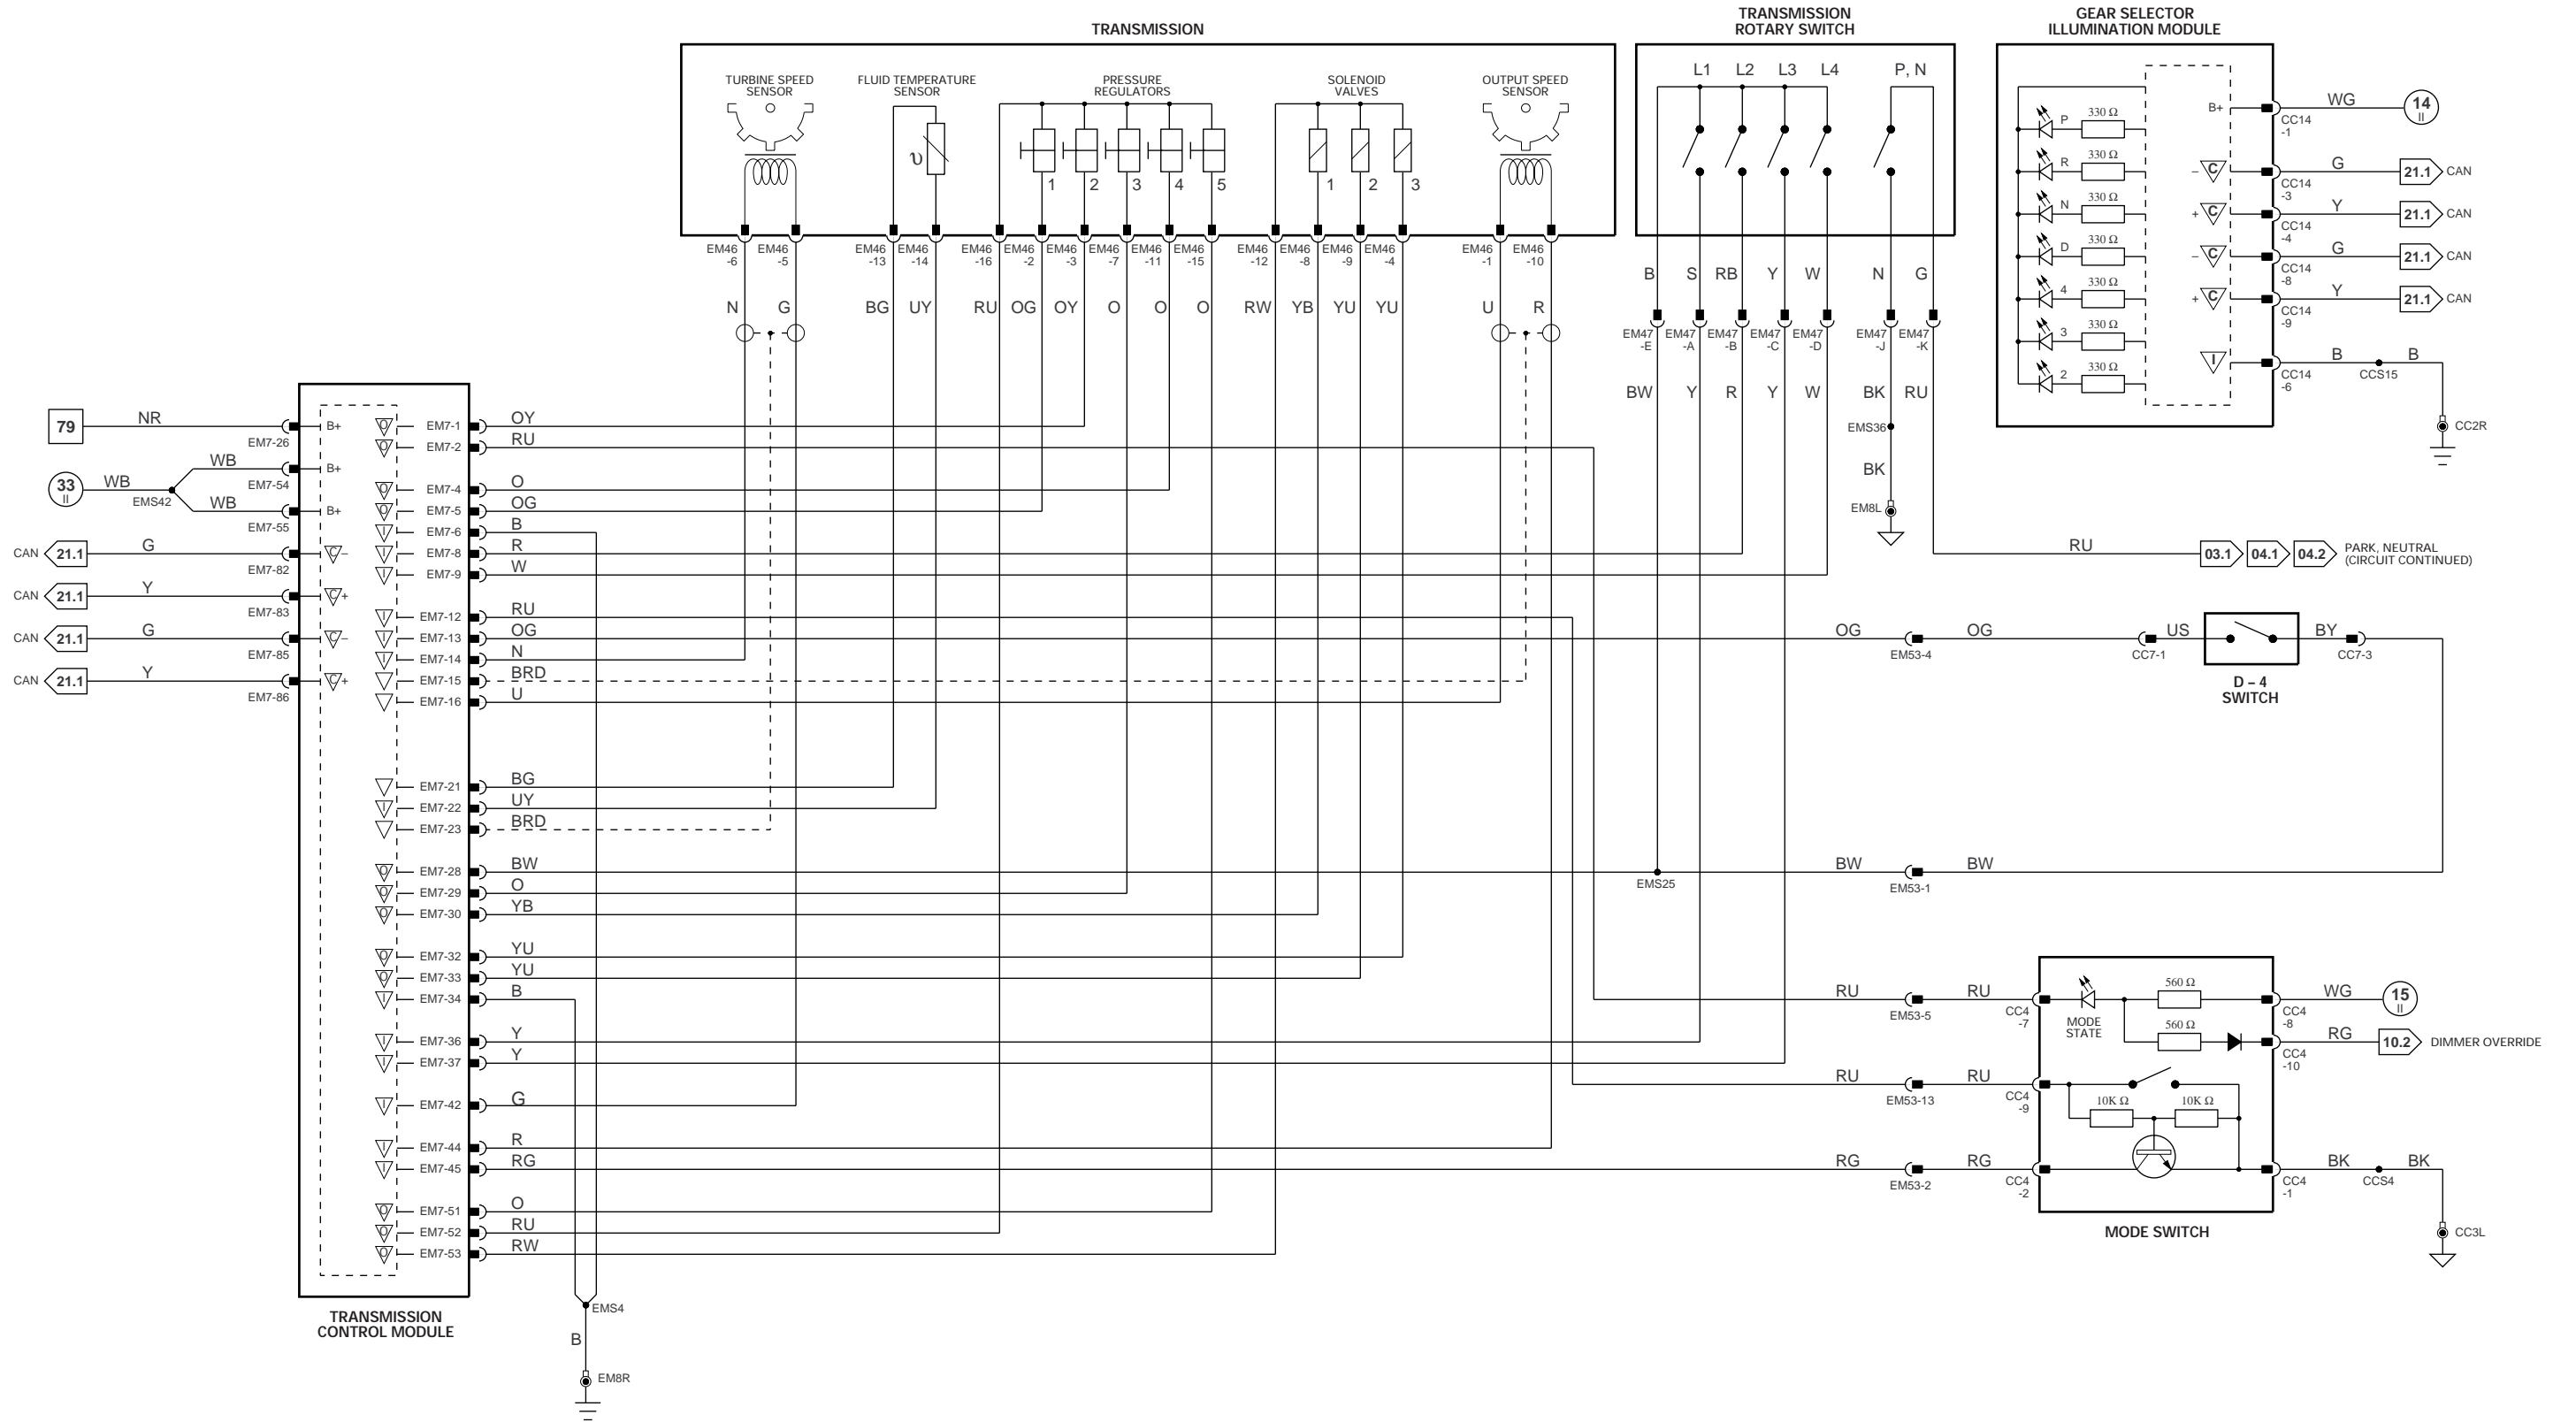 TRANSMISSION
TURBINE SPEED
SENSOR
FLUID TEMPERATURE
SENSOR
PRESSURE
REGULATORS
SOLENOID
VALVES
OUTPUT SPEED
SENSOR
υ
1 2 3 4 5
1 2 3
EM46
-6
EM46
-5
EM46
-13
EM46
-14
EM46
-16
EM46
-2
EM46
-3
EM46
-7
EM46
-11
EM46
-15
EM46
-12
EM46
-8
EM46
-9
EM46
-4
EM46
-1
EM46
-10
N G BG UY RU OG OY O O O RW YB YU YU U R
TRANSMISSION
ROTARY SWITCH
L1 L2 L3 L4 P, N
B S RB Y W N G
EM47
-E
EM47
-A
EM47
-B
EM47
-C
EM47
-D
EM47
-J
EM47
-K
BW Y R Y W BK RU
EMS36
BK
EM8L
GEAR SELECTOR
ILLUMINATION MODULE
P 330 Ω
R 330 Ω
N 330 Ω
D 330 Ω
4 330 Ω
3 330 Ω
2 330 Ω
B+
CC14
-1
WG
14
II
– C
CC14
-3
G
21.1 CAN
+ C
CC14
-4
Y
21.1 CAN
– C
CC14
-8
G
21.1 CAN
+ C
CC14
-9
Y
21.1 CAN
I
CC14
-6
B
CCS15
B
CC2R
79
NR
EM7-26
B+
33
II
WB
EMS42
WB
EM7-54
B+
WB
EM7-55
B+
CAN 21.1 G
EM7-82
C –
CAN 21.1 Y
EM7-83
C +
CAN 21.1 G
EM7-85
C –
CAN 21.1 Y
EM7-86
C +
O EM7-1 OY
O EM7-2 RU
O EM7-4 O
O EM7-5 OG
I EM7-6 B
I EM7-8 R
I EM7-9 W
I EM7-12 RU
I EM7-13 OG
I EM7-14 N
EM7-15 BRD
EM7-16 U
EM7-21 BG
I EM7-22 UY
EM7-23 BRD
O EM7-28 BW
O EM7-29 O
O EM7-30 YB
O EM7-32 YU
O EM7-33 YU
I EM7-34 B
I EM7-36 Y
I EM7-37 Y
I EM7-42 G
I EM7-44 R
I EM7-45 RG
O EM7-51 O
O EM7-52 RU
O EM7-53 RW
TRANSMISSION
CONTROL MODULE
EMS4
B
EM8R
RU
03.1 04.1 04.2
PARK, NEUTRAL
(CIRCUIT CONTINUED)
OG
EM53-4
OG
CC7-1
US
BY
CC7-3
D – 4
SWITCH
EMS25
BW
EM53-1
BW
RU
EM53-5
RU
CC4
-7
MODE
STATE
560 Ω
560 Ω
CC4
-8
WG
15
II
CC4
-10
RG
10.2
DIMMER OVERRIDE
RU
EM53-13
RU
CC4
-9
10K Ω 10K Ω
RG
EM53-2
RG
CC4
-2
CC4
-1
BK
CCS4
BK
CC3L
MODE SWITCH